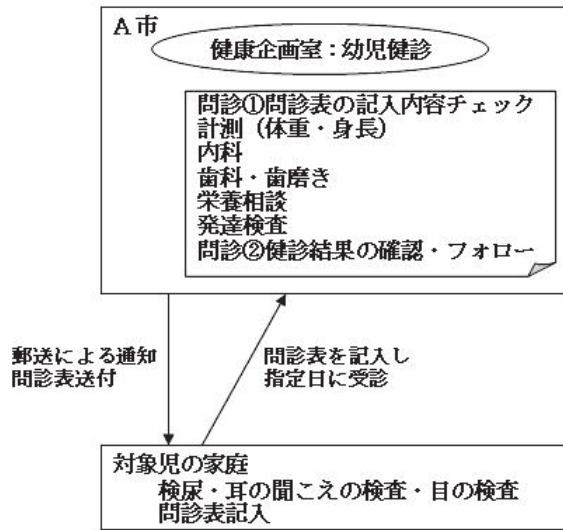 A市
健康企画室：幼児健診
問診①問診表の記入内容チェック
計測（体重・身長）
内科
歯科・歯磨き
栄養相談
発達検査
問診②健診結果の確認・フォロー
郵送による通知
問診表送付
問診表を記入し
指定日に受診
対象児の家庭
検尿・耳の聞こえの検査・目の検査
問診表記入